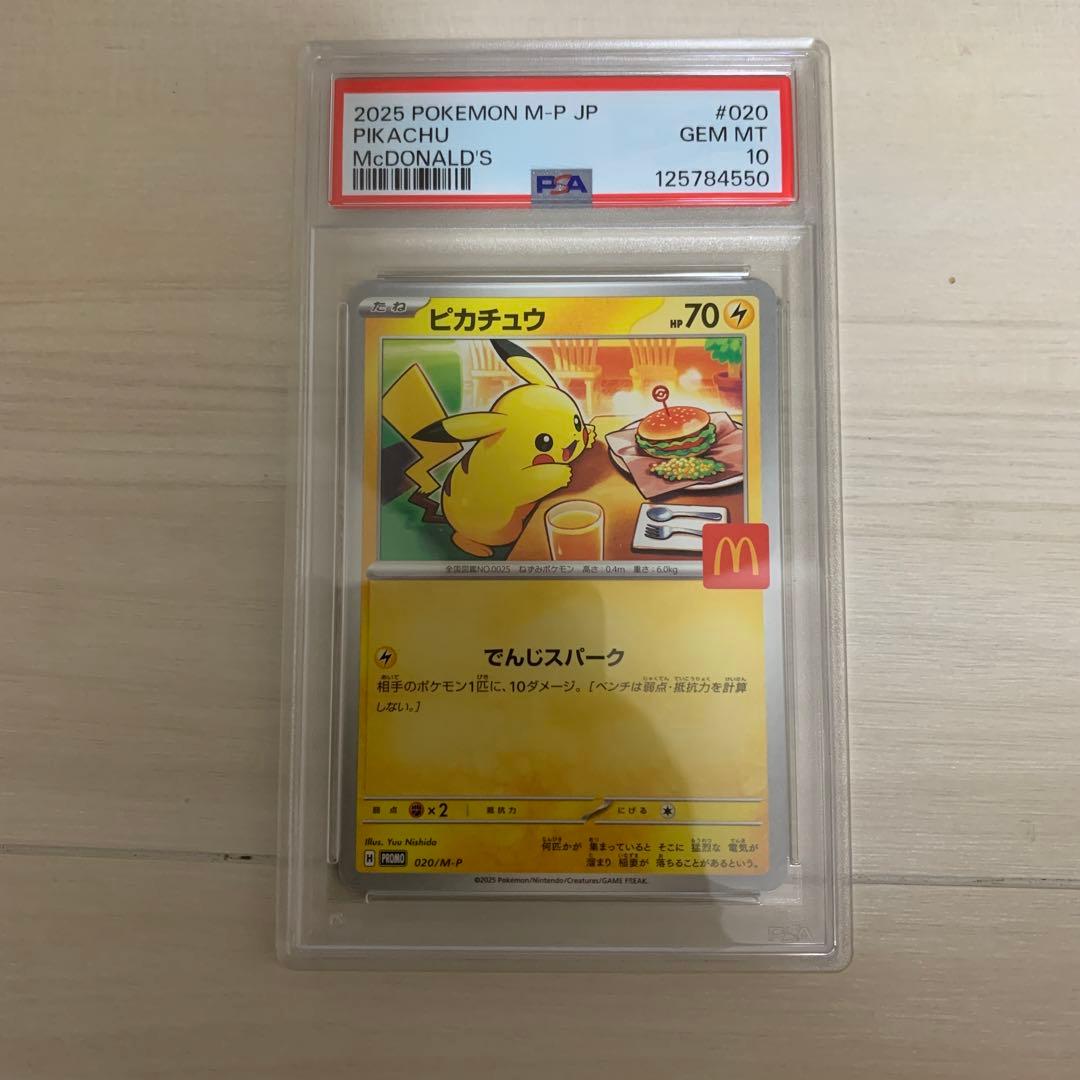 2025 POKEMON M-P JP #020
PIKACHU GEM MT
McDONALD'S 10
PSA 125784550
たね ピカチュウ HP70
全国図鑑NO.0025 ねずみポケモン 高さ:0.4m 重さ:6.0kg
でんじスパーク
相手のポケモン1匹に、10ダメージ。[ベンチは弱点・抵抗力を計算
しない。]
弱点 ×2 抵抗力 にげる
Illus. Yuu Nishida
H PROMO 020/M-P
何匹かが 集まっていると そこに 猛烈な 電気が
溜まり 稲妻が 落ちることがあるという。
©2025 Pokémon/Nintendo/Creatures/GAME FREAK.
PSA